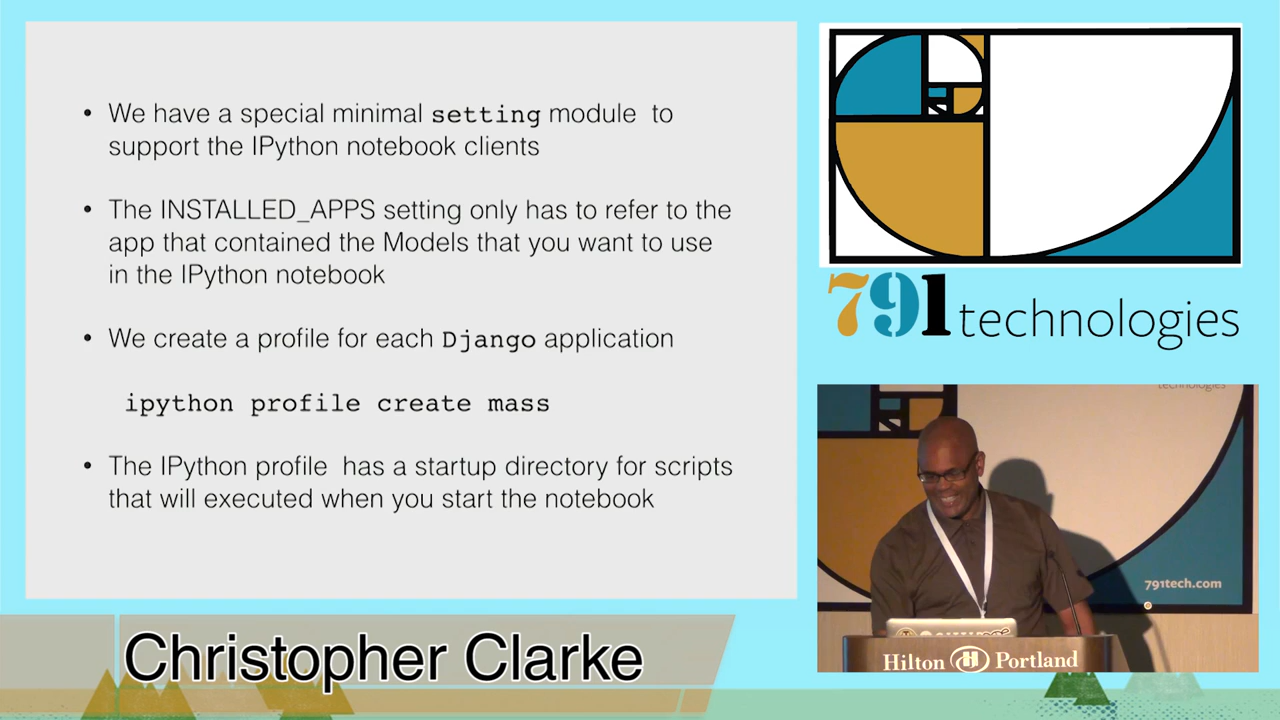 • We have a special minimal setting module to
support the IPython notebook clients
• The INSTALLED_APPS setting only has to refer to the
app that contained the Models that you want to use
in the IPython notebook
• We create a profile for each Django application
ipython profile create mass
• The IPython profile has a startup directory for scripts
that will executed when you start the notebook
791 technologies
technologies
791tech.com
Hilton H Portland
Christopher Clarke